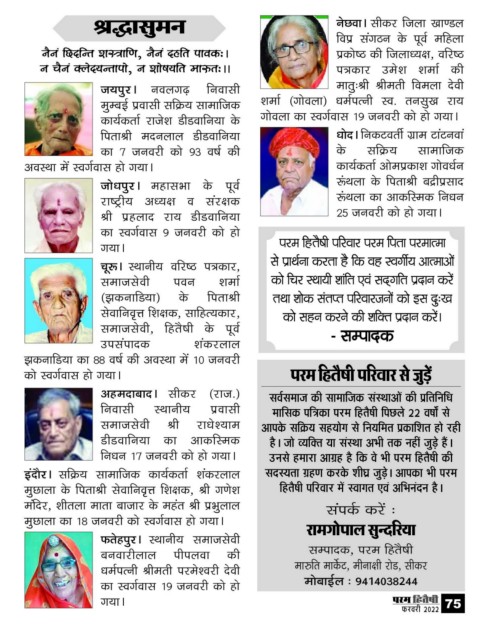 श्रद्धासुमन
नैनं छिदन्ति शस्त्राणि, नैनं दहति पावकः।
न चैनं क्लेदयन्तापो, न शोषयति मारुतः।।
जयपुर। नवलगढ़ निवासी
मुम्बई प्रवासी सक्रिय सामाजिक
कार्यकर्ता राजेश डीडवानिया के
पिताश्री मदनलाल डीडवानिया
का 7 जनवरी को 93 वर्ष की
अवस्था में स्वर्गवास हो गया।
जोधपुर। महासभा के पूर्व
राष्ट्रीय अध्यक्ष व संरक्षक
श्री प्रहलाद राय डीडवानिया
का स्वर्गवास 9 जनवरी को हो
गया।
चूरू। स्थानीय वरिष्ठ पत्रकार,
समाजसेवी पवन शर्मा
(झकनाडिया) के पिताश्री
सेवानिवृत्त शिक्षक, साहित्यकार,
समाजसेवी, हितैषी के पूर्व
उपसंपादक शंकरलाल
झकनाडिया का 88 वर्ष की अवस्था में 10 जनवरी
को स्वर्गवास हो गया।
अहमदाबाद। सीकर (राज.)
निवासी स्थानीय प्रवासी
समाजसेवी श्री राधेश्याम
डीडवानिया का आकस्मिक
निधन 17 जनवरी को हो गया।
इंदौर। सक्रिय सामाजिक कार्यकर्ता शंकरलाल
मुछाला के पिताश्री सेवानिवृत्त शिक्षक, श्री गणेश
मंदिर, शीतला माता बाजार के महंत श्री प्रभुलाल
मुछाला का 18 जनवरी को स्वर्गवास हो गया।
फतेहपुर। स्थानीय समाजसेवी
बनवारीलाल पीपलवा की
धर्मपत्नी श्रीमती परमेश्वरी देवी
का स्वर्गवास 19 जनवरी को हो
गया।
नेछवा। सीकर जिला खाण्डल
विप्र संगठन के पूर्व महिला
प्रकोष्ठ की जिलाध्यक्ष, वरिष्ठ
पत्रकार उमेश शर्मा की
मातुःश्री श्रीमती विमला देवी
शर्मा (गोवला) धर्मपत्नी स्व. तनसुख राय
गोवला का स्वर्गवास 19 जनवरी को हो गया।
धोद। निकटवर्ती ग्राम टांटनवां
के सक्रिय सामाजिक
कार्यकर्ता ओमप्रकाश गोवर्धन
रूंथला के पिताश्री बद्रीप्रसाद
रूंथला का आकस्मिक निधन
25 जनवरी को हो गया।
परम हितैषी परिवार परम पिता परमात्मा
से प्रार्थना करता है कि वह स्वर्गीय आत्माओं
को चिर स्थायी शांति एवं सद्‌गति प्रदान करें
तथा शोक संतप्त परिवारजनों को इस दुःख
को सहन करने की शक्ति प्रदान करें।
- सम्पादक
परम हितैषी परिवार से जुड़ें
सर्वसमाज की सामाजिक संस्थाओं की प्रतिनिधि
मासिक पत्रिका परम हितैषी पिछले 22 वर्षों से
आपके सक्रिय सहयोग से नियमित प्रकाशित हो रही
है। जो व्यक्ति या संस्था अभी तक नहीं जुड़े हैं।
उनसे हमारा आग्रह है कि वे भी परम हितैषी की
सदस्यता ग्रहण करके शीघ्र जुड़े। आपका भी परम
हितैषी परिवार में स्वागत एवं अभिनंदन है।
संपर्क करें :
रामगोपाल सुन्दरिया
सम्पादक, परम हितैषी
मारुति मार्केट, मीनाक्षी रोड, सीकर
मोबाईल : 9414038244
परम हितैषी 75
फरवरी 2022